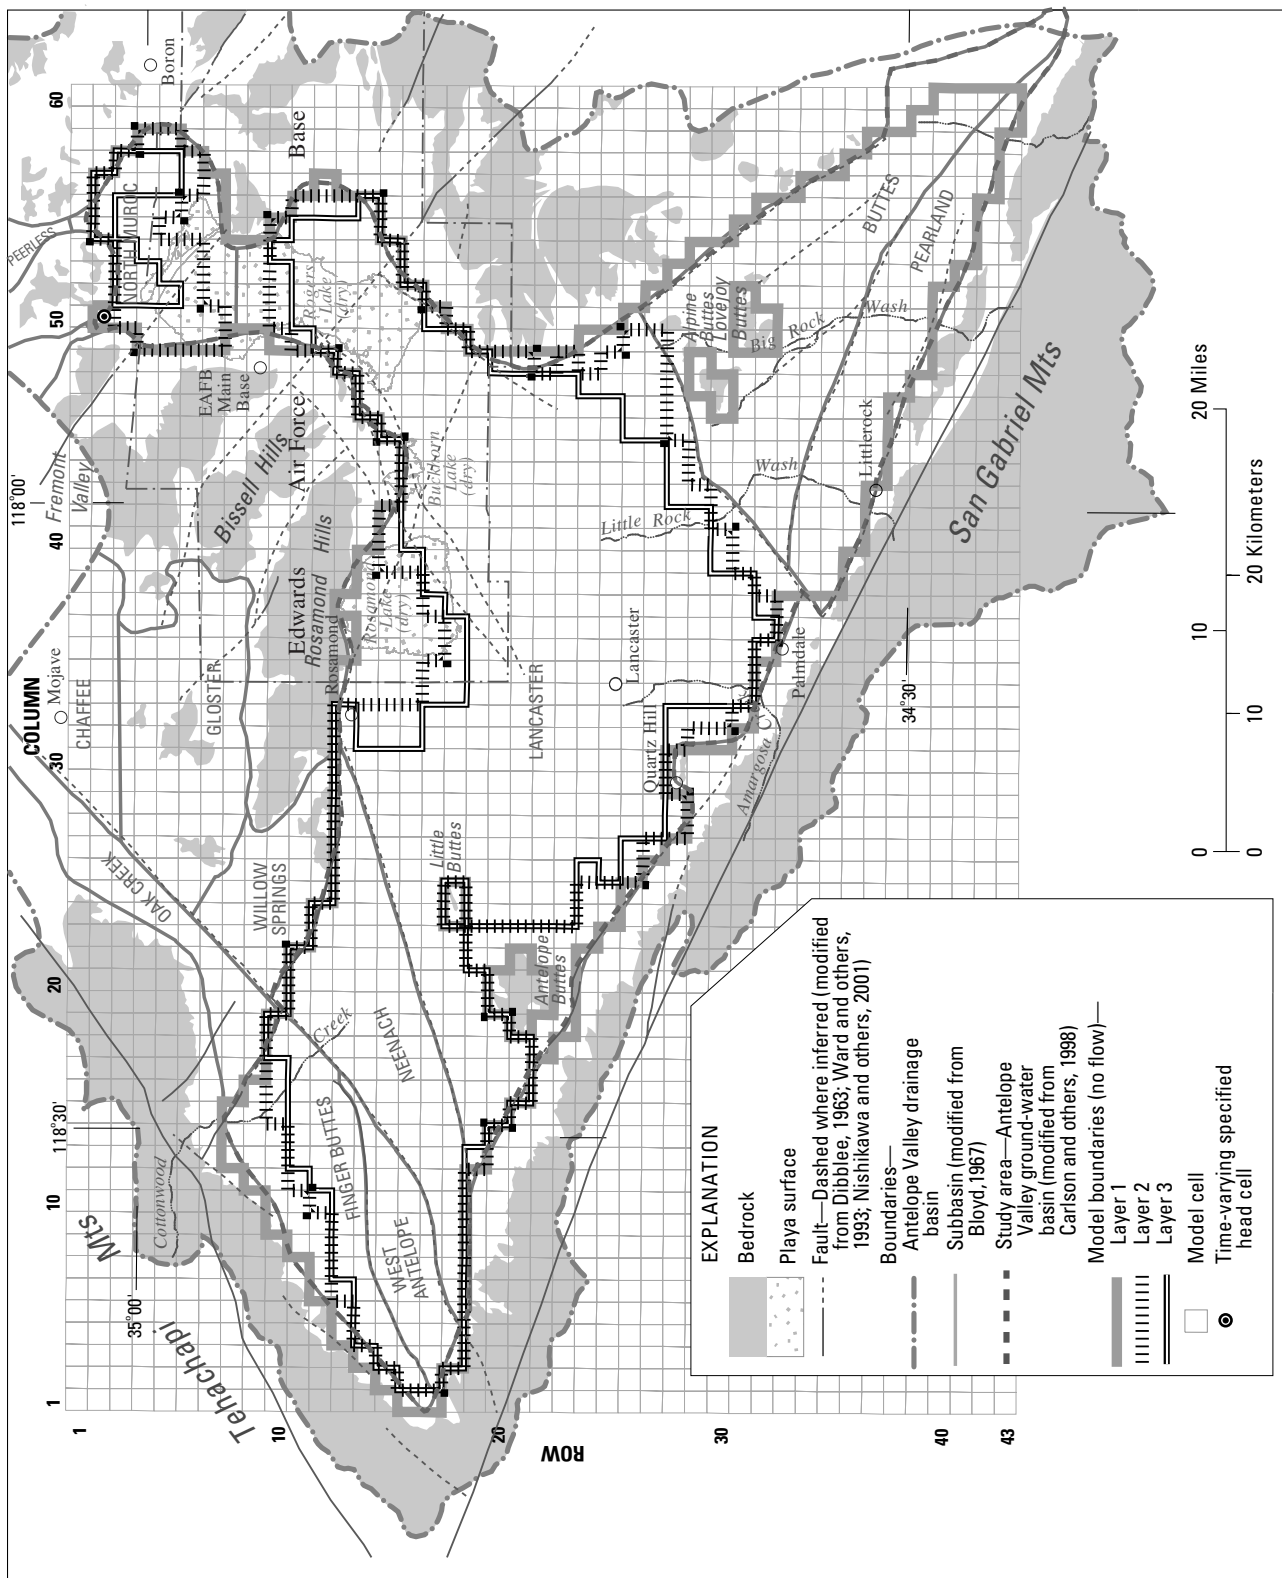 COLUMN
1
10
20
30
40
50
60
ROW
1
10
20
30
40
43
118°30'
118°00'
35°00'
34°30'
Tehachapi
Mts
Cottonwood
Creek
OAK CREEK
Mojave
CHAFFEE
GLOSTER
WILLOW
SPRINGS
FINGER BUTTES
WEST
ANTELOPE
NEENACH
Fremont
Valley
Bissell Hills
Rosamond
Hills
Rosamond
Edwards
Air Force
Base
EAFB
Main
Base
PEERLESS
NORTH MUROC
Boron
Rogers
Lake
(dry)
Buckhorn
Lake
(dry)
Rosamond
Lake
(dry)
LANCASTER
Little
Buttes
Antelope
Buttes
Quartz Hill
Lancaster
Amargosa Cr
Palmdale
Little Rock
Wash
Littlerock
Alpine
Buttes
Lovejoy
Buttes
Big Rock
Wash
BUTTES
PEARLAND
San Gabriel Mts
0
10
20 Miles
0
10
20 Kilometers
EXPLANATION
Bedrock
Playa surface
Fault—Dashed where inferred (modified
from Dibblee, 1963; Ward and others,
1993; Nishikawa and others, 2001)
Boundaries—
Antelope Valley drainage
basin
Subbasin (modified from
Bloyd,1967)
Study area—Antelope
Valley ground-water
basin (modified from
Carlson and others, 1998)
Model boundaries (no flow)—
Layer 1
Layer 2
Layer 3
Model cell
Time-varying specified
head cell